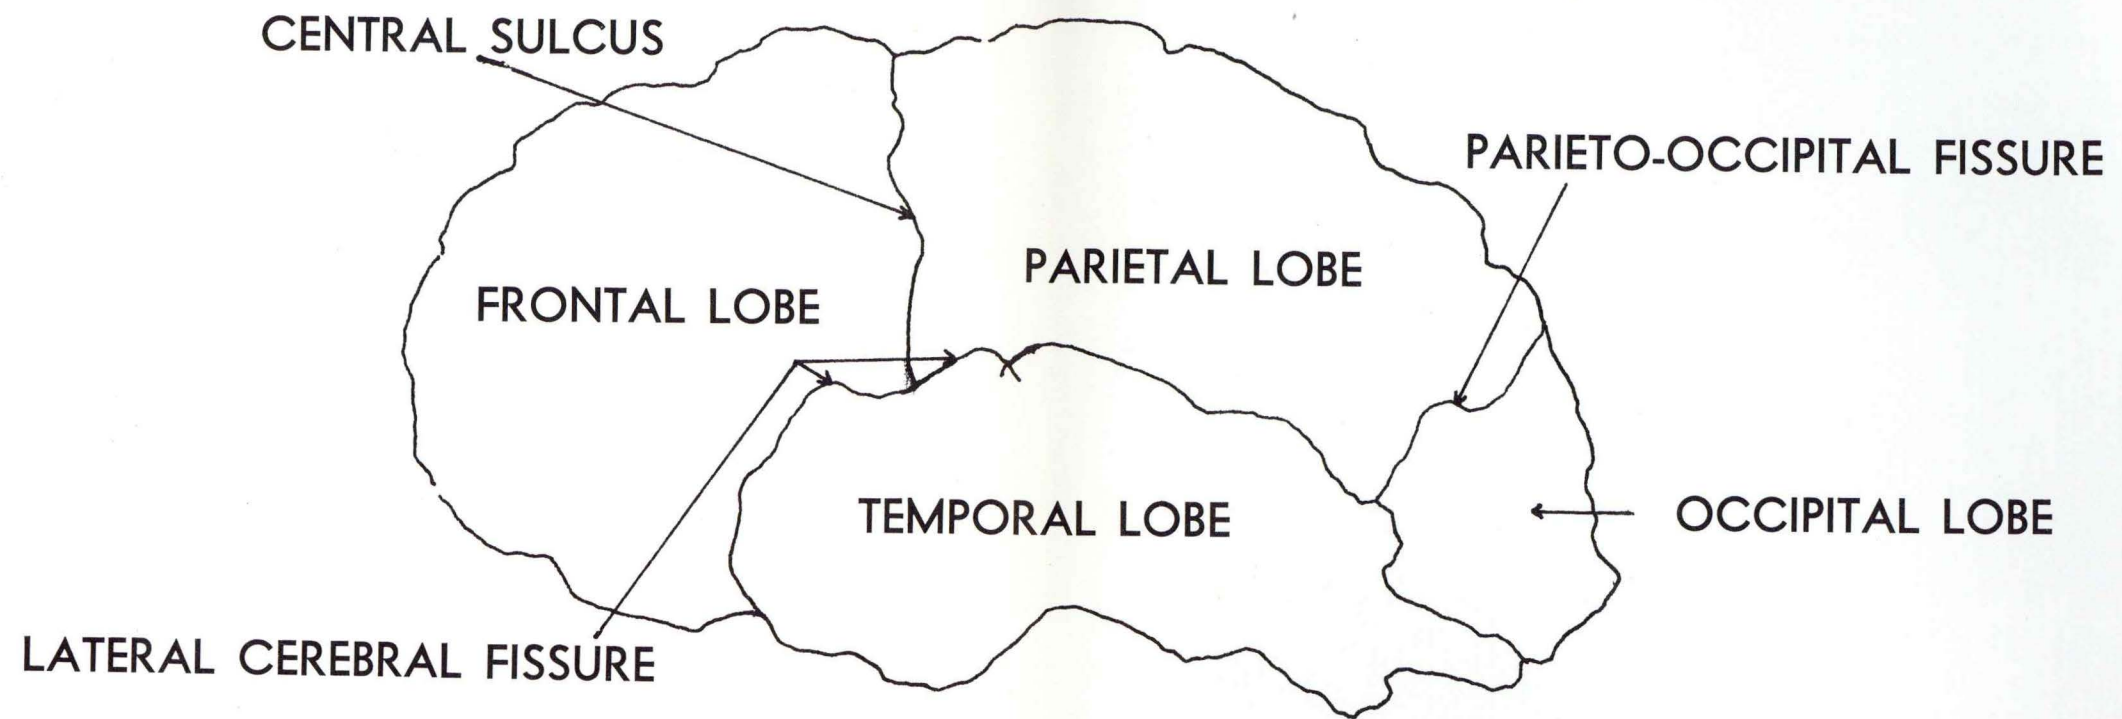 CENTRAL SULCUS
PARIETO-OCCIPITAL FISSURE
PARIETAL LOBE
FRONTAL LOBE
TEMPORAL LOBE
OCCIPITAL LOBE
LATERAL CEREBRAL FISSURE